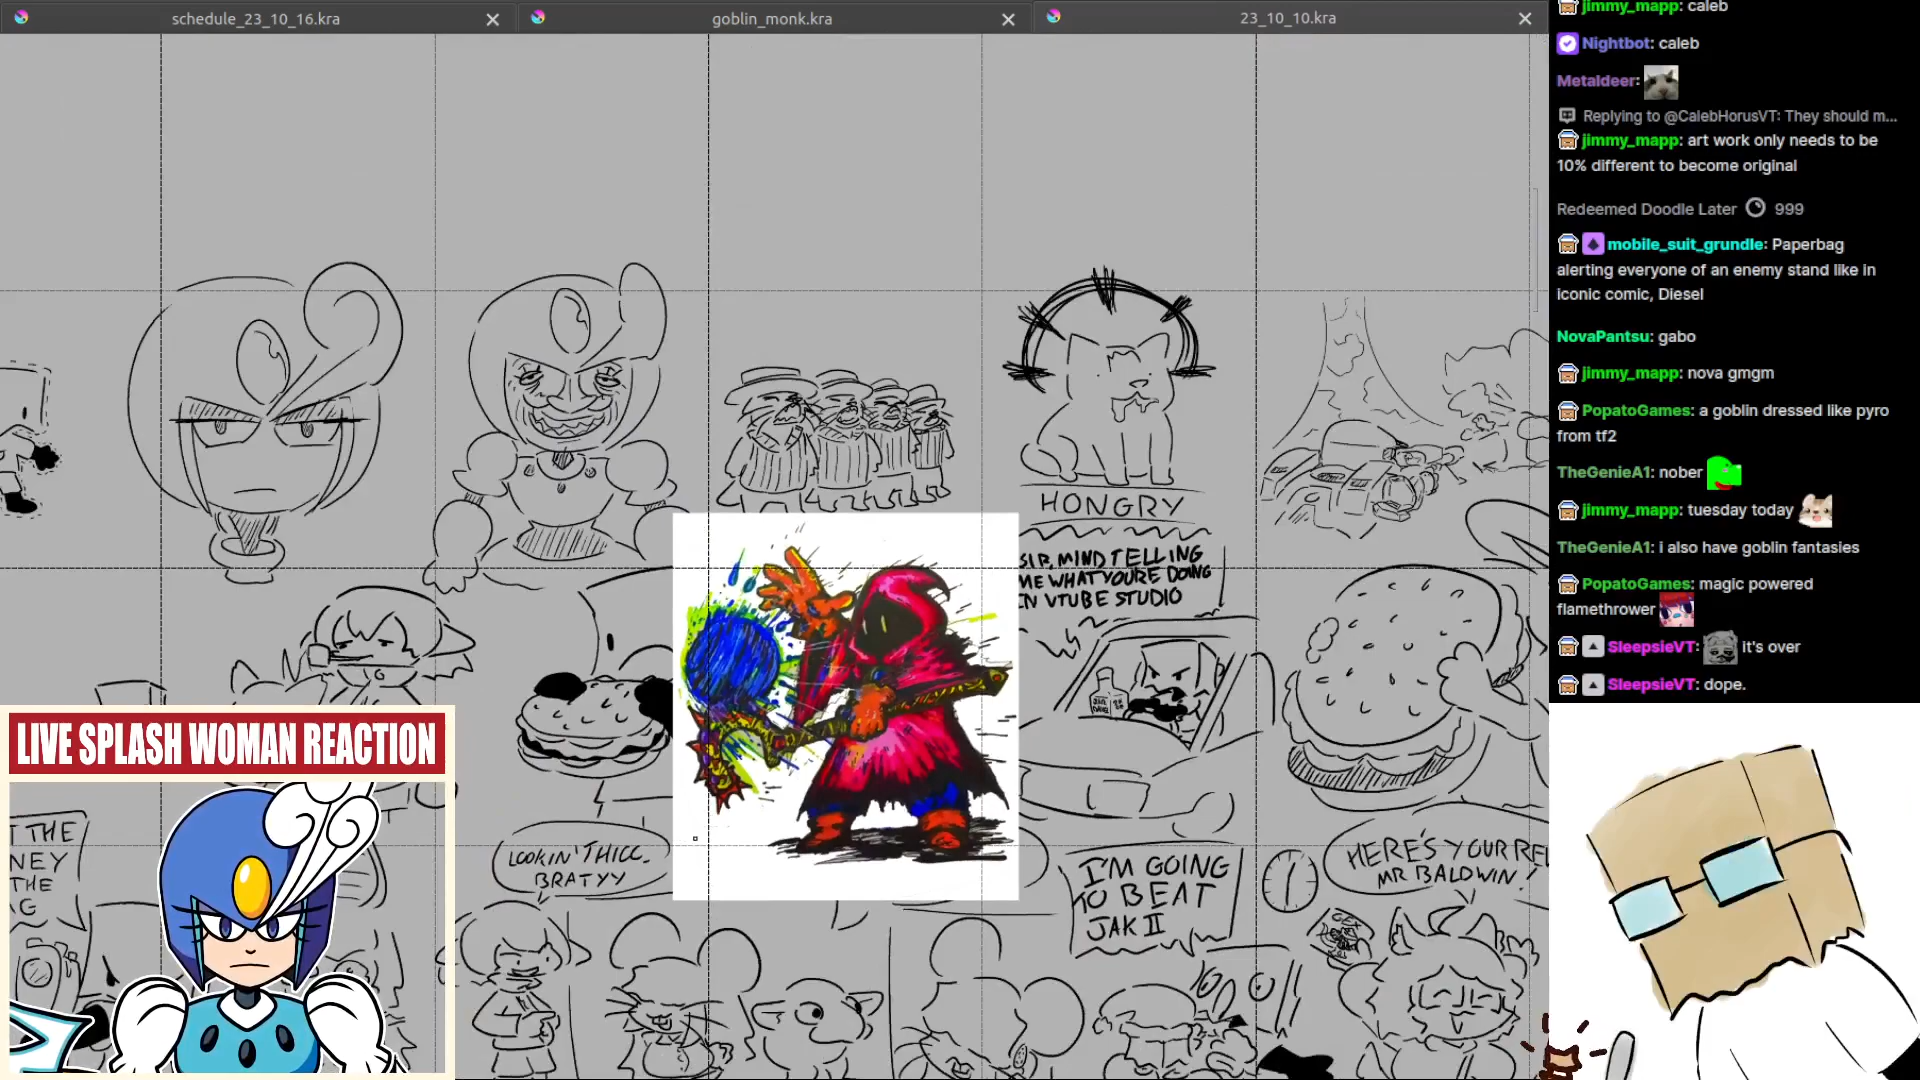 schedule_23_10_16.kra
goblin_monk.kra
23_10_10.kra
jimmy_mapp: caleb
Nightbot: caleb
Metaldeer:
Replying to @CalebHorusVT: They should m...
jimmy_mapp: art work only needs to be
10% different to become original
Redeemed Doodle Later 999
mobile_suit_grundle: Paperbag
alerting everyone of an enemy stand like in
iconic comic, Diesel
NovaPantsu: gabo
jimmy_mapp: nova gmgm
PopatoGames: a goblin dressed like pyro
from tf2
TheGenieA1: nober
jimmy_mapp: tuesday today
TheGenieA1: i also have goblin fantasies
PopatoGames: magic powered
flamethrower
SleepsieVT: it's over
SleepsieVT: dope.
HONGRY
SIR, MIND TELLING
ME WHAT YOU'RE DOING
IN VTUBE STUDIO
LIVE SPLASH WOMAN REACTION
T THE
NEY
THE
G
LOOKIN' THICC.
BRATYY
I'M GOING
TO BEAT
JAK II
HERE'S YOUR REF
MR BALDWIN!